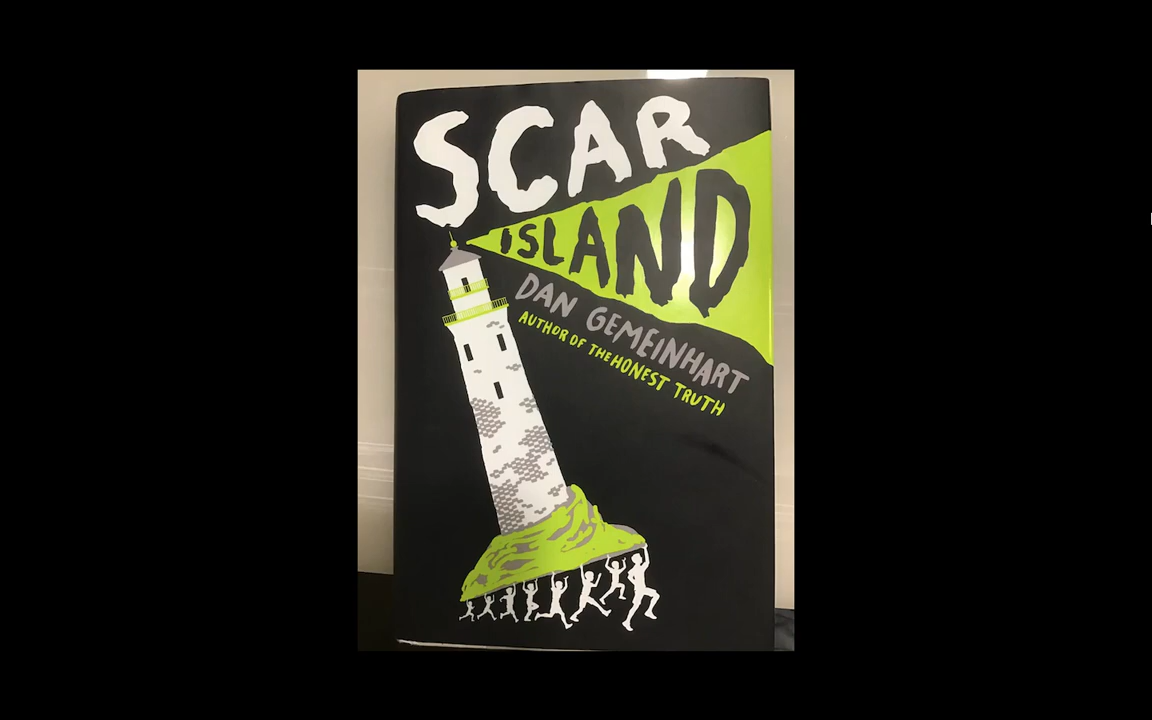 SCAR
ISLAND
DAN GEMEINHART
AUTHOR OF THE HONEST TRUTH